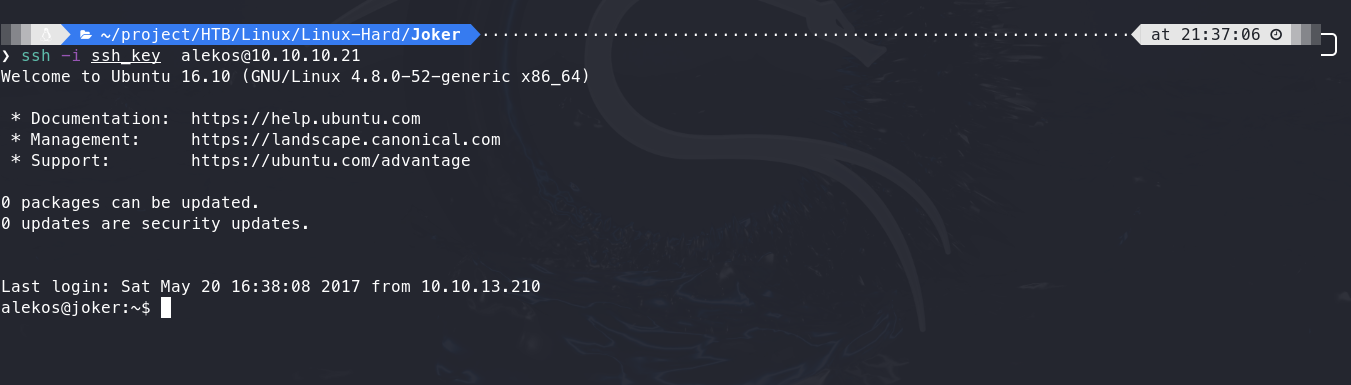 ~/project/HTB/Linux/Linux-Hard/Joker at 21:37:06
❯ ssh -i ssh_key  alekos@10.10.10.21
Welcome to Ubuntu 16.10 (GNU/Linux 4.8.0-52-generic x86_64)
* Documentation:  https://help.ubuntu.com
* Management:     https://landscape.canonical.com
* Support:        https://ubuntu.com/advantage
0 packages can be updated.
0 updates are security updates.
Last login: Sat May 20 16:38:08 2017 from 10.10.13.210
alekos@joker:~$